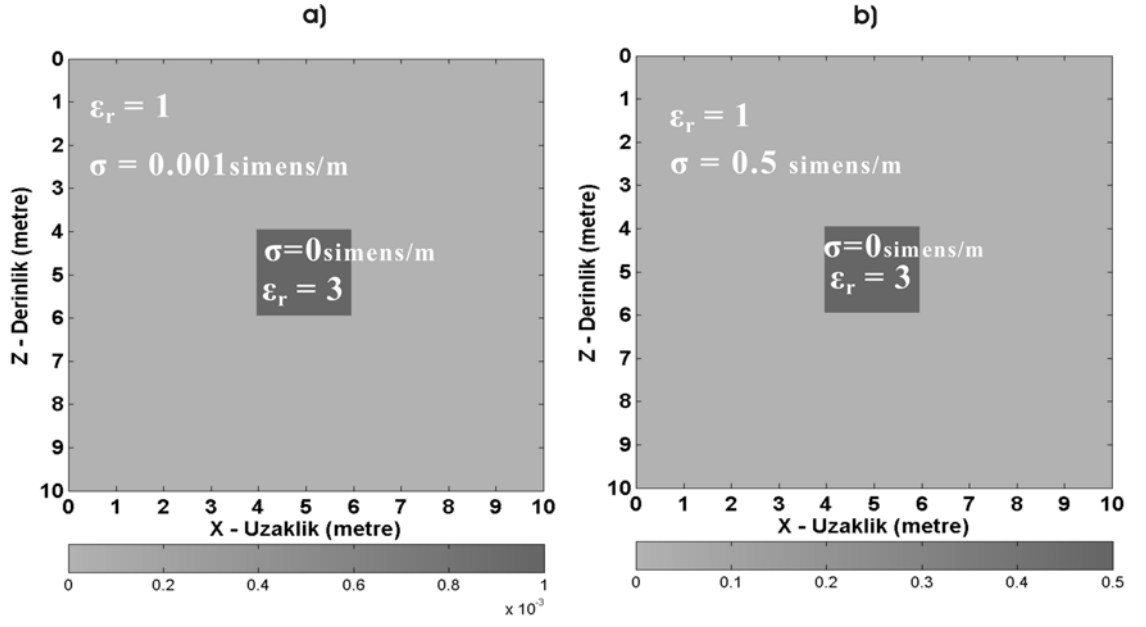 a)
0
1
2
3
4
5
6
7
8
9
10
Z - Derinlik (metre)
εr = 1
σ = 0.001simens/m
σ=0simens/m
εr = 3
0 1 2 3 4 5 6 7 8 9 10
X - Uzaklik (metre)
0 0.2 0.4 0.6 0.8 1
x 10-3
b)
0
1
2
3
4
5
6
7
8
9
10
Z - Derinlik (metre)
εr = 1
σ = 0.5 simens/m
σ=0simens/m
εr = 3
0 1 2 3 4 5 6 7 8 9 10
X - Uzaklik (metre)
0 0.1 0.2 0.3 0.4 0.5